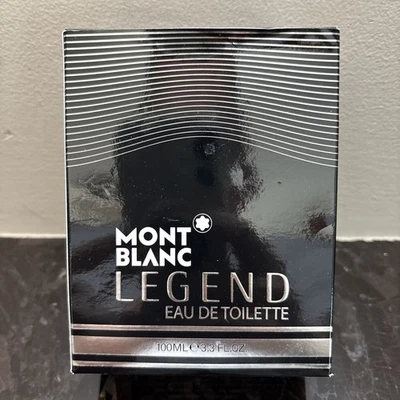 MONT
BLANC
LEGEND
EAU DE TOILETTE
100ML ℮ 3.3 FL.OZ.